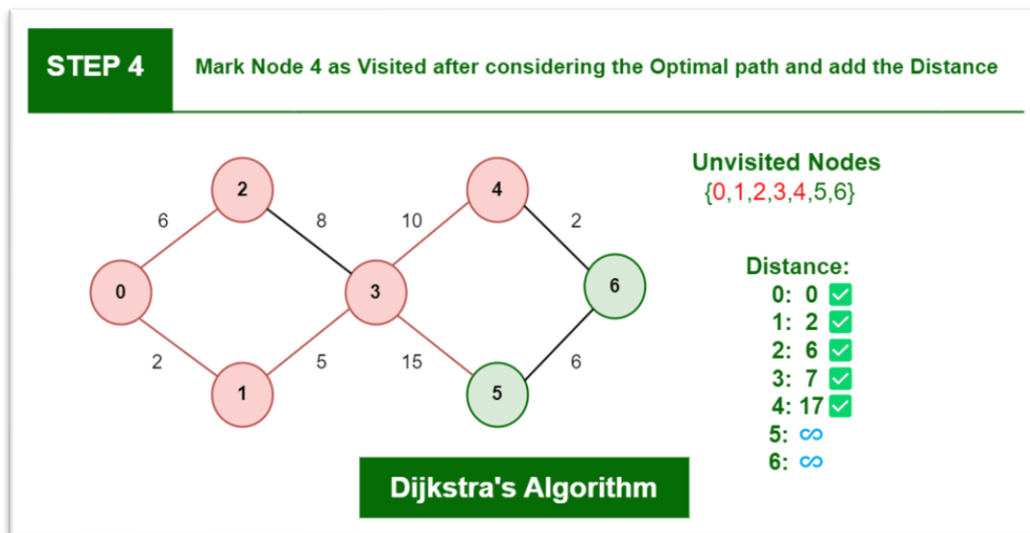 STEP 4
Mark Node 4 as Visited after considering the Optimal path and add the Distance
Unvisited Nodes
{0,1,2,3,4,5,6}
2
4
6
8
10
2
0
3
6
2
5
15
6
1
5
Distance:
0: 0 ✅
1: 2 ✅
2: 6 ✅
3: 7 ✅
4: 17 ✅
5: ∞
6: ∞
Dijkstra's Algorithm